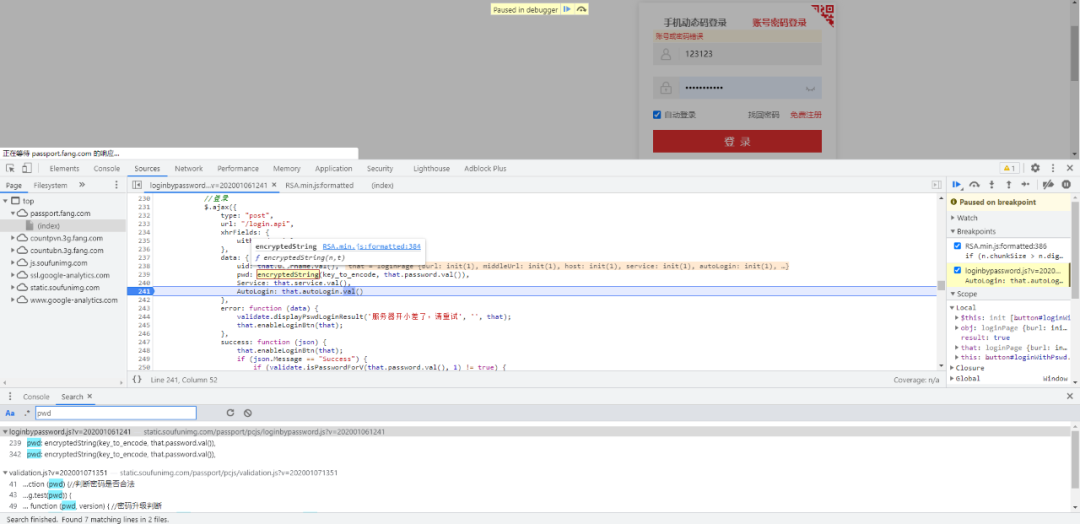 Paused in debugger
手机动态码登录 账号密码登录
账号或密码错误
123123
•••••••••••
自动登录 找回密码 免费注册
登 录
正在等待 passport.fang.com 的响应...
Elements Console Sources Network Performance Memory Application Security Lighthouse Adblock Plus 1
Page Filesystem » loginbypassword...v=202001061241 × RSA.min.js:formatted (index)
top
passport.fang.com
(index)
countpvn.3g.fang.com
countubn.3g.fang.com
js.soufunimg.com
ssl.google-analytics.com
static.soufunimg.com
www.google-analytics.com
230 //登录
231 $.ajax({
232 type: "post",
233 url: "/login.api",
234 xhrFields: {
235 with
236 },
237 data: {
238 uid: that = loginPage {burl: init(1), middleUrl: init(1), host: init(1), service: init(1), autoLogin: init(1), …}
239 pwd: encryptedString(key_to_encode, that.password.val()),
240 Service: that.service.val(),
241 AutoLogin: that.autoLogin.val()
242 },
243 error: function (data) {
244 validate.displayPswdLoginResult('服务器开小差了，请重试', '', that);
245 that.enableLoginBtn(that);
246 },
247 success: function (json) {
248 that.enableLoginBtn(that);
249 if (json.Message == "Success") {
250 if (validate.isPasswordForV(that.password.val(), 1) != true) {
encryptedString RSA.min.js:formatted:384
ƒ encryptedString(n,t)
{} Line 241, Column 52 Coverage: n/a
Paused on breakpoint
Watch
Breakpoints
RSA.min.js:formatted:386
if (n.chunkSize > n.dig…
loginbypassword.js?v=2020…
AutoLogin: that.autoLog…
Scope
Local
$this: init [button#loginWi
obj: loginPage {burl: ini…
result: true
that: loginPage {burl: in…
this: button#loginWithPswd.
Closure
Global Window
Console Search ×
Aa .* pwd
loginbypassword.js?v=202001061241 — static.soufunimg.com/passport/pcjs/loginbypassword.js?v=202001061241
239 pwd: encryptedString(key_to_encode, that.password.val()),
342 pwd: encryptedString(key_to_encode, that.password.val()),
validation.js?v=202001071351 — static.soufunimg.com/passport/pcjs/validation.js?v=202001071351
41 …ction (pwd) {//判断密码是否合法
43 …g.test(pwd)) {
49 … function (pwd, version) { //密码升级判断
Search finished. Found 7 matching lines in 2 files.